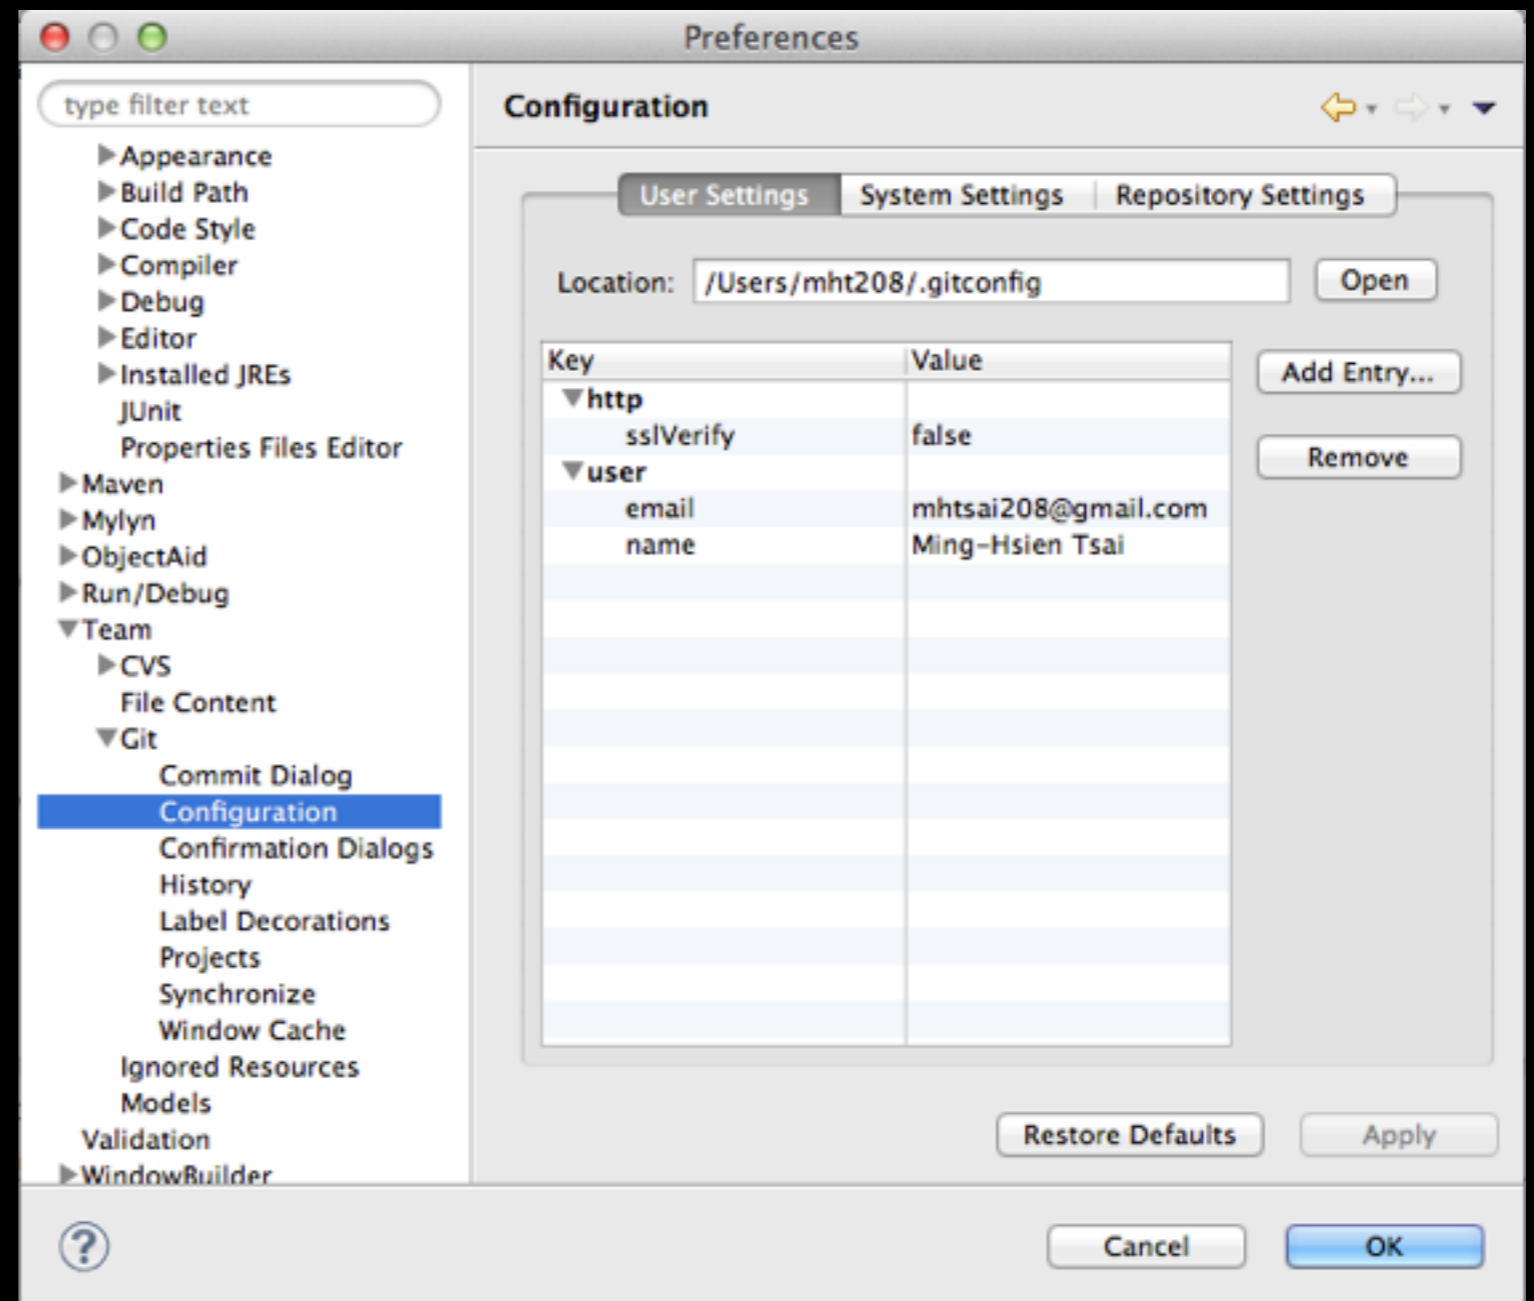 Preferences
type filter text
Appearance
Build Path
Code Style
Compiler
Debug
Editor
Installed JREs
JUnit
Properties Files Editor
Maven
Mylyn
ObjectAid
Run/Debug
Team
CVS
File Content
Git
Commit Dialog
Configuration
Confirmation Dialogs
History
Label Decorations
Projects
Synchronize
Window Cache
Ignored Resources
Models
Validation
WindowBuilder
Configuration
User Settings System Settings Repository Settings
Location: /Users/mht208/.gitconfig Open
Key Value
http
sslVerify false
user
email mhtsai208@gmail.com
name Ming-Hsien Tsai
Add Entry...
Remove
Restore Defaults Apply
? Cancel OK